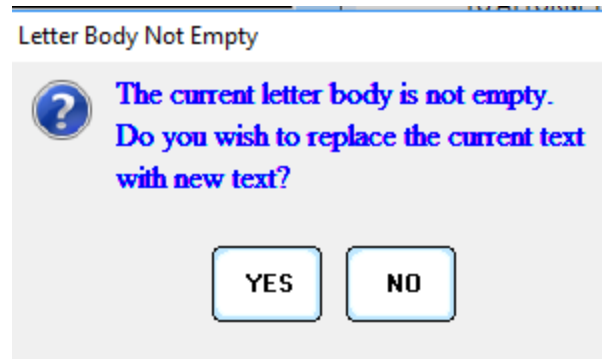 Letter Body Not Empty
The current letter body is not empty.
Do you wish to replace the current text
with new text?
YES NO